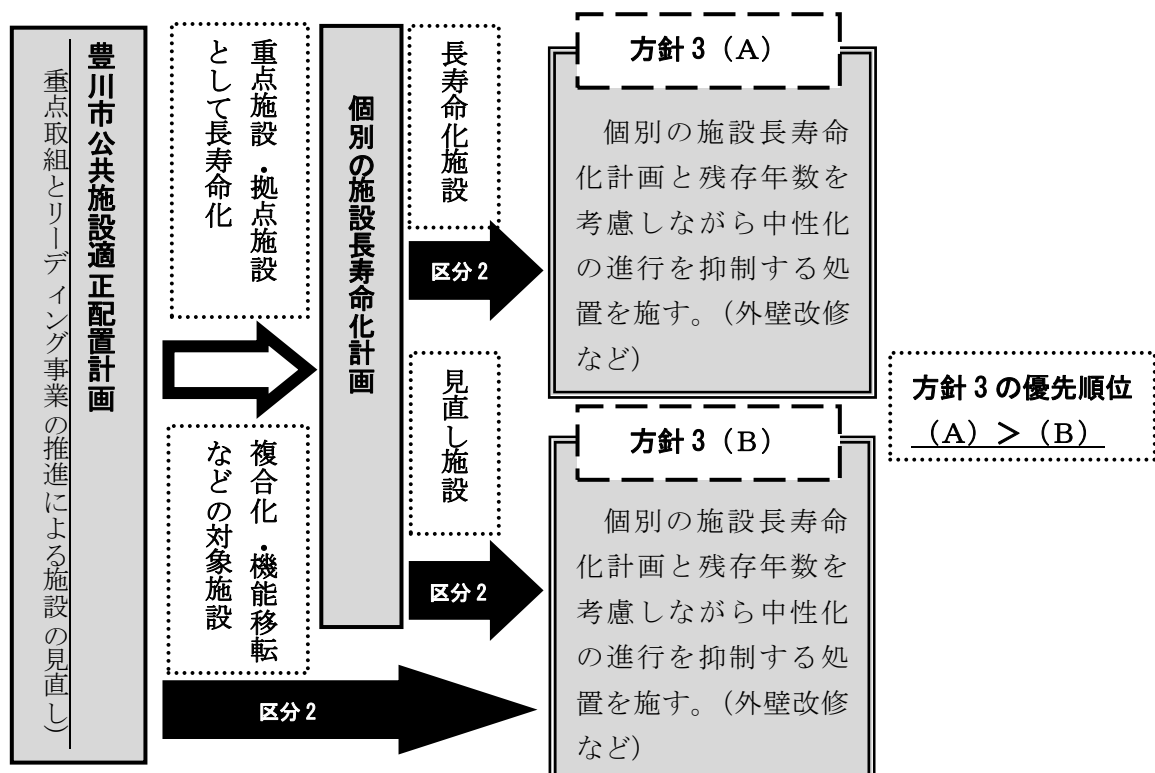 豊川市公共施設適正配置計画
重点取組とリーディング事業の推進による施設の見直し）
重点施設・拠点施設
として長寿命化
複合化・機能移転
などの対象施設
区分2
個別の施設長寿命化計画
長寿命化施設
区分2
見直し施設
区分2
方針3（A）
個別の施設長寿命
化計画と残存年数を
考慮しながら中性化
の進行を抑制する処
置を施す。（外壁改修
など）
方針3（B）
個別の施設長寿命
化計画と残存年数を
考慮しながら中性化
の進行を抑制する処
置を施す。（外壁改修
など）
方針3の優先順位
（A）＞（B）